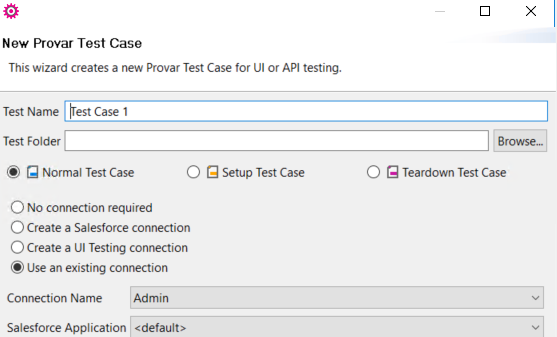 New Provar Test Case
This wizard creates a new Provar Test Case for UI or API testing.
Test Name Test Case 1
Test Folder Browse...
Normal Test Case Setup Test Case Teardown Test Case
No connection required
Create a Salesforce connection
Create a UI Testing connection
Use an existing connection
Connection Name Admin
Salesforce Application <default>